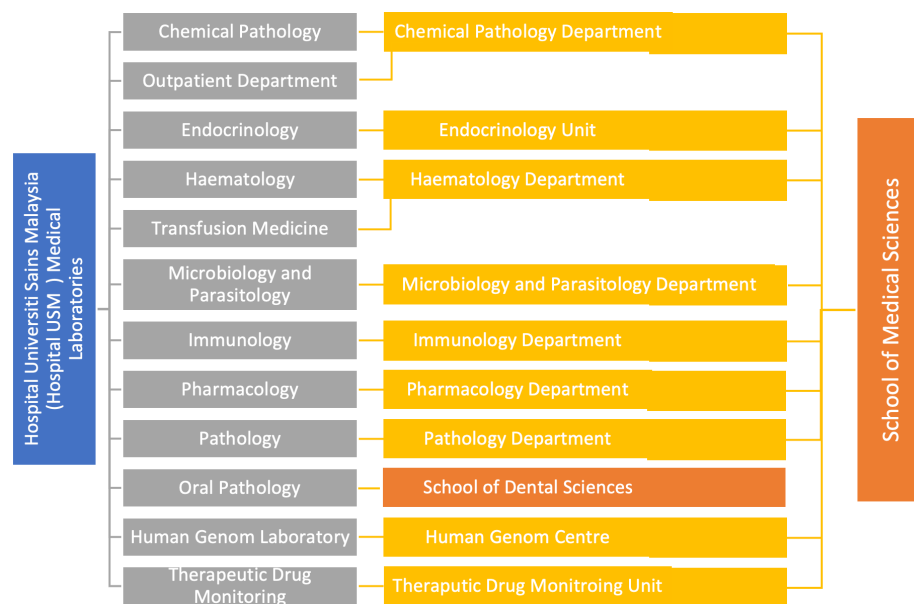 Hospital Universiti Sains Malaysia
(Hospital USM ) Medical
Laboratories
Chemical Pathology
Chemical Pathology Department
Outpatient Department
Endocrinology
Endocrinology Unit
Haematology
Haematology Department
Transfusion Medicine
Microbiology and
Parasitology
Microbiology and Parasitology Department
Immunology
Immunology Department
Pharmacology
Pharmacology Department
Pathology
Pathology Department
Oral Pathology
School of Dental Sciences
Human Genom Laboratory
Human Genom Centre
Therapeutic Drug
Monitoring
Theraputic Drug Monitroing Unit
School of Medical Sciences